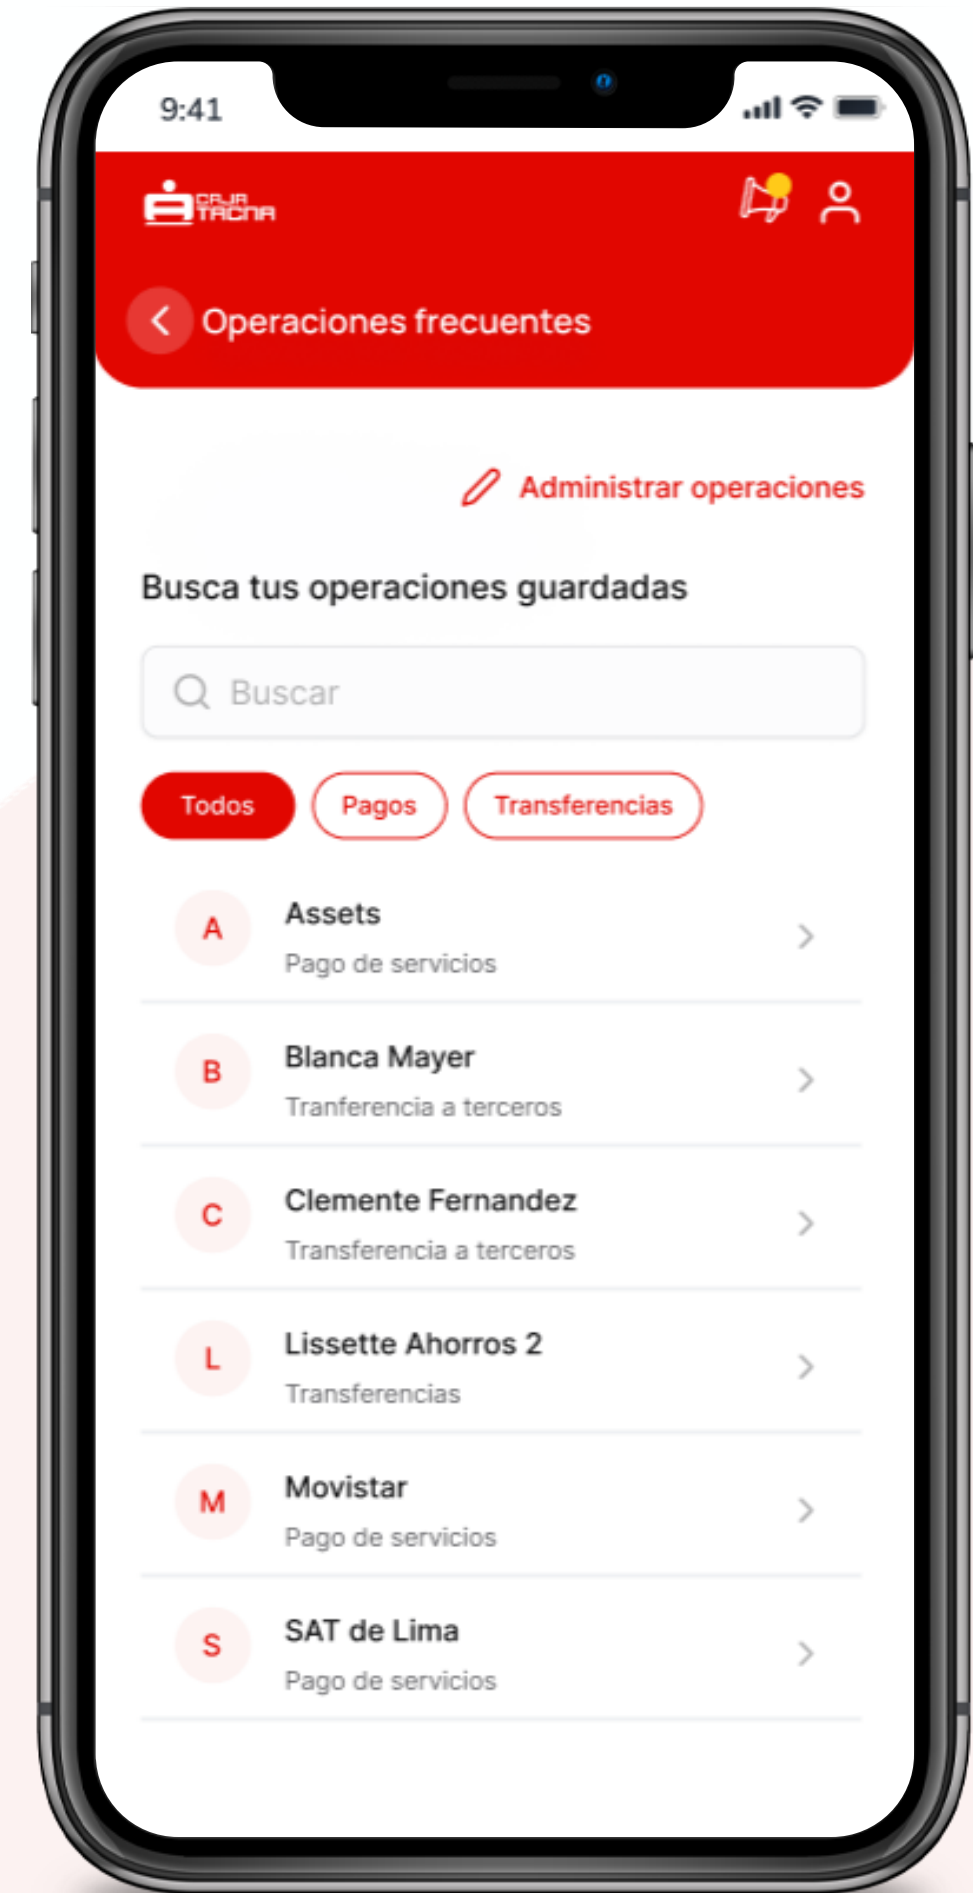 9:41
CAJA
TACNA
Operaciones frecuentes
Administrar operaciones
Busca tus operaciones guardadas
Buscar
Todos Pagos Transferencias
A Assets
Pago de servicios
B Blanca Mayer
Tranferencia a terceros
C Clemente Fernandez
Transferencia a terceros
L Lissette Ahorros 2
Transferencias
M Movistar
Pago de servicios
S SAT de Lima
Pago de servicios